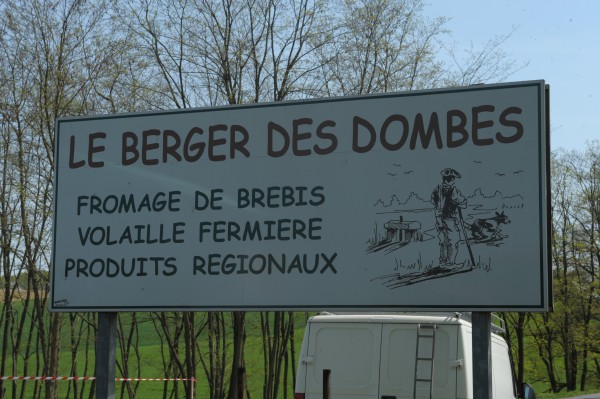 LE BERGER DES DOMBES
FROMAGE DE BREBIS
VOLAILLE FERMIERE
PRODUITS REGIONAUX